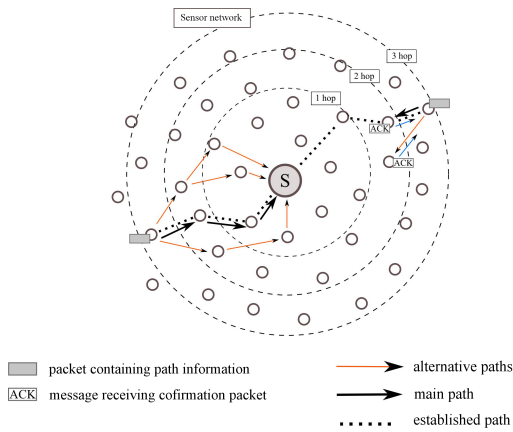 Sensor network
3 hop
2 hop
1 hop
ACK
ACK
S
packet containing path information
ACK message receiving cofirmation packet
alternative paths
main path
established path